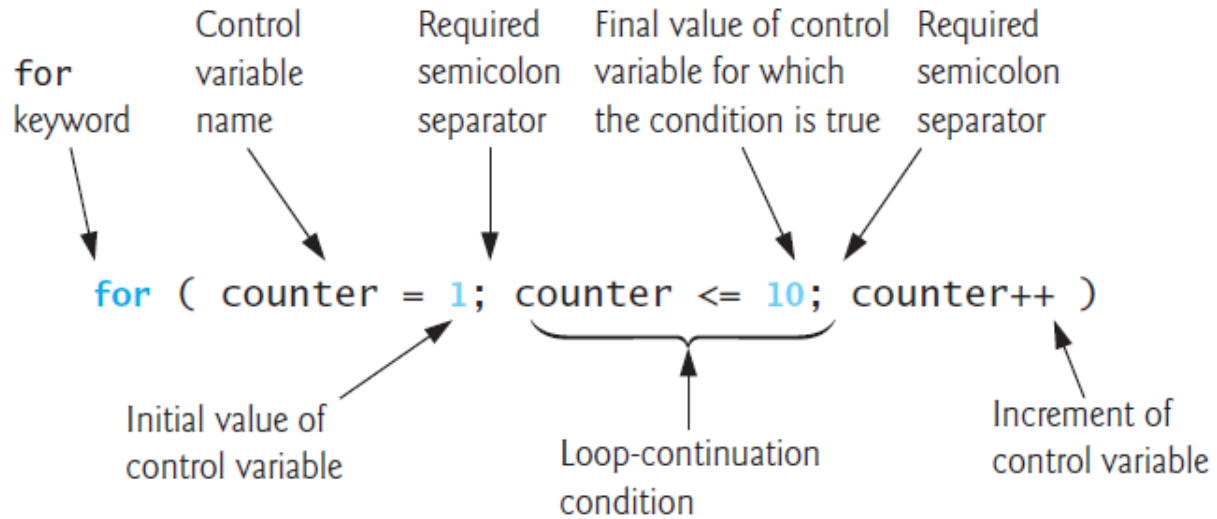 for
keyword
Control
variable
name
Required
semicolon
separator
Final value of control
variable for which
the condition is true
Required
semicolon
separator
for ( counter = 1; counter <= 10; counter++ )
Initial value of
control variable
Loop-continuation
condition
Increment of
control variable